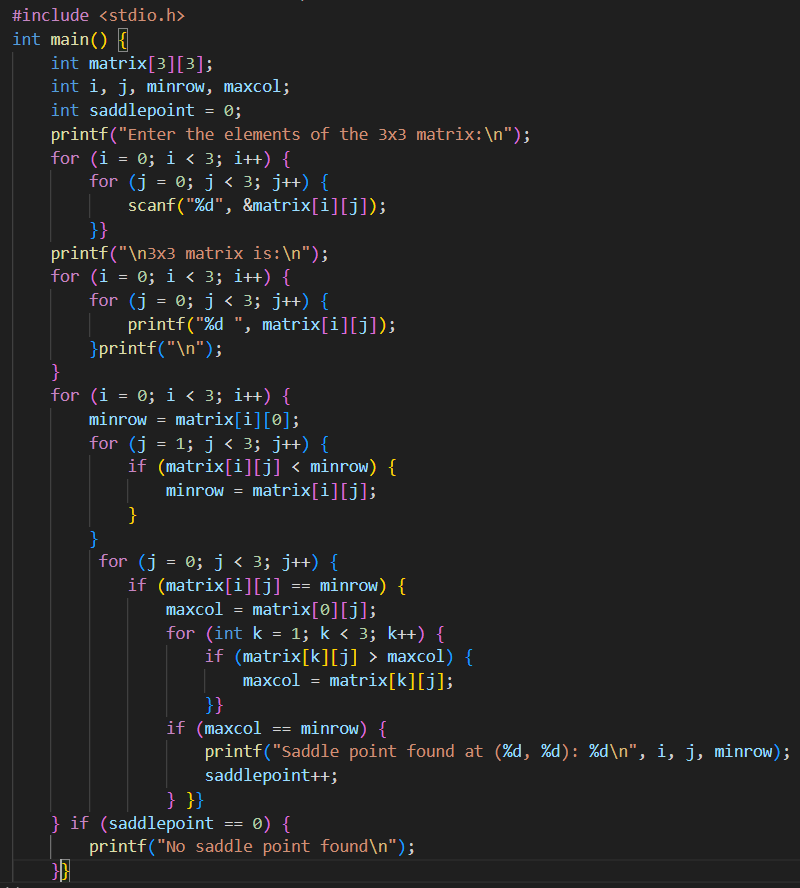 #include <stdio.h>
int main() {
    int matrix[3][3];
    int i, j, minrow, maxcol;
    int saddlepoint = 0;
    printf("Enter the elements of the 3x3 matrix:\n");
    for (i = 0; i < 3; i++) {
        for (j = 0; j < 3; j++) {
            scanf("%d", &matrix[i][j]);
        }}
    printf("\n3x3 matrix is:\n");
    for (i = 0; i < 3; i++) {
        for (j = 0; j < 3; j++) {
            printf("%d ", matrix[i][j]);
        }printf("\n");
    }
    for (i = 0; i < 3; i++) {
        minrow = matrix[i][0];
        for (j = 1; j < 3; j++) {
            if (matrix[i][j] < minrow) {
                minrow = matrix[i][j];
            }
        }
         for (j = 0; j < 3; j++) {
            if (matrix[i][j] == minrow) {
                maxcol = matrix[0][j];
                for (int k = 1; k < 3; k++) {
                    if (matrix[k][j] > maxcol) {
                        maxcol = matrix[k][j];
                    }}
                if (maxcol == minrow) {
                    printf("Saddle point found at (%d, %d): %d\n", i, j, minrow);
                    saddlepoint++;
                } }}
    } if (saddlepoint == 0) {
        printf("No saddle point found\n");
    }}